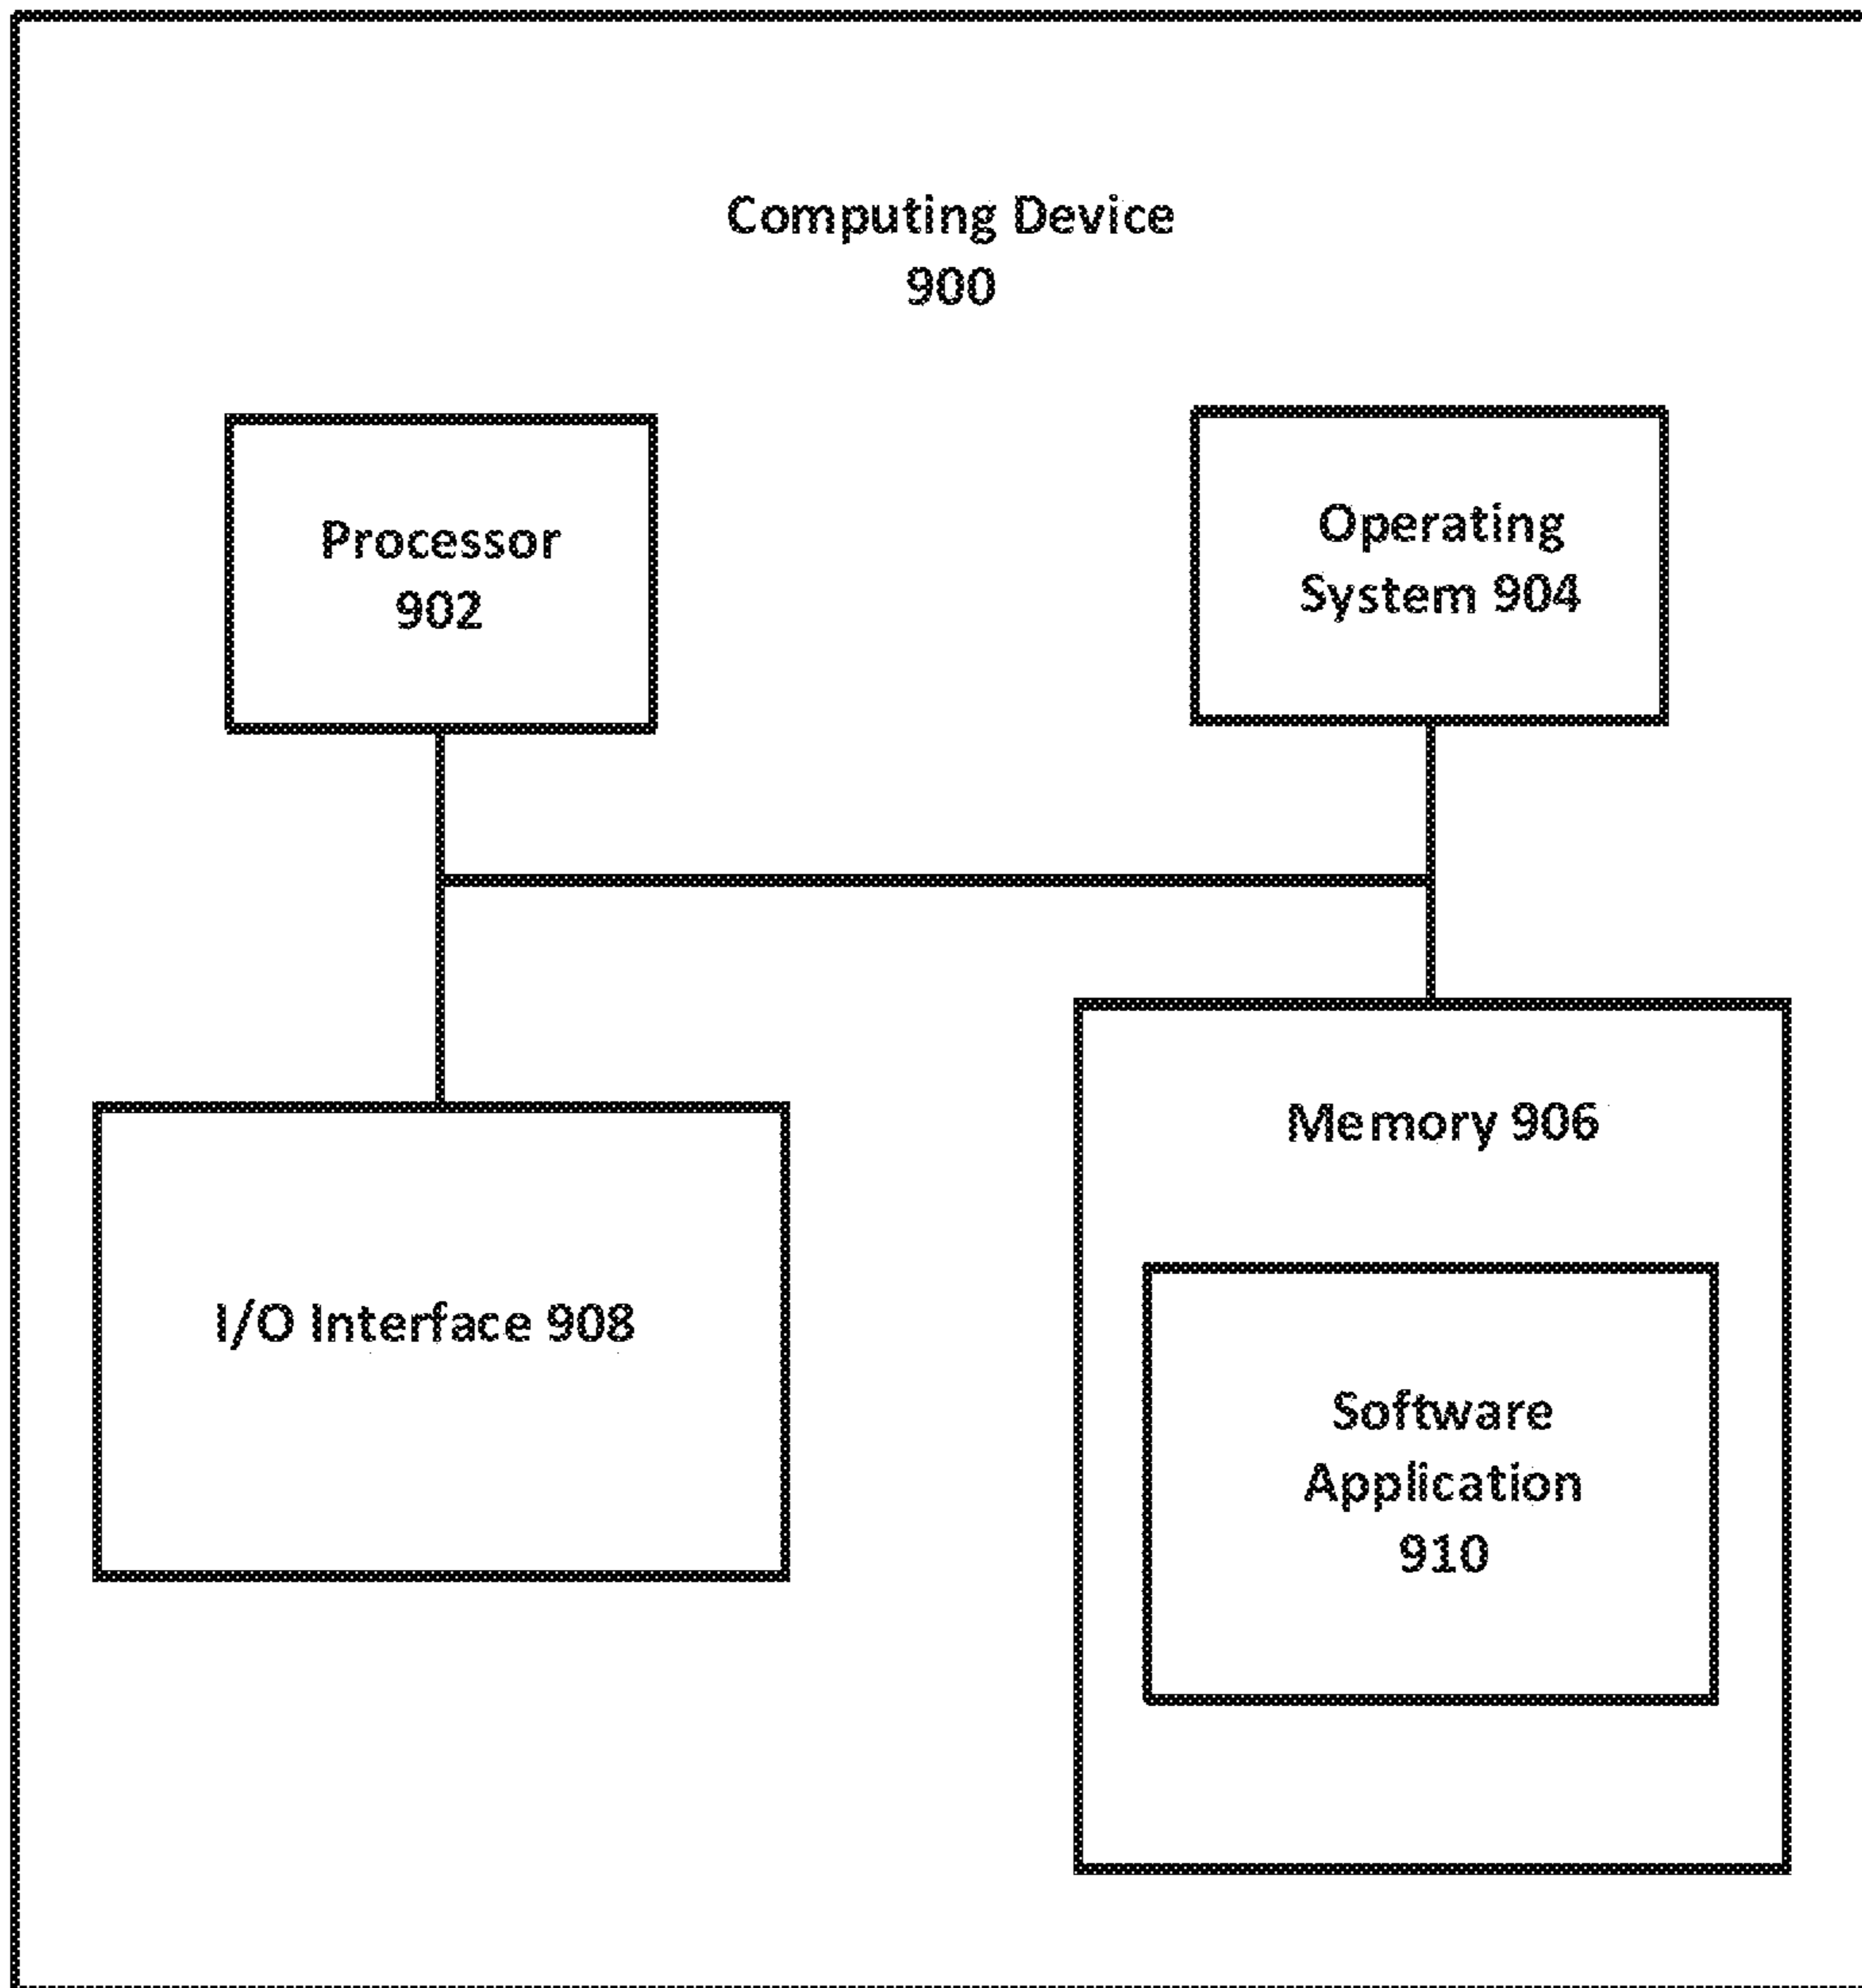 Computing Device
900
Processor
902
Operating
System 904
I/O Interface 908
Memory 906
Software
Application
910